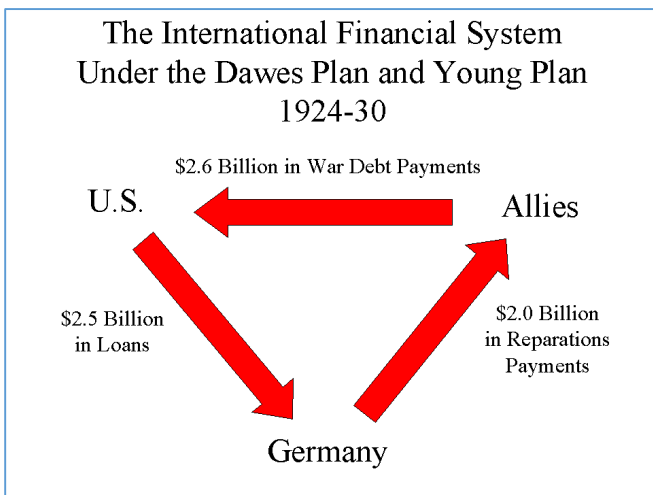 The International Financial System
Under the Dawes Plan and Young Plan
1924-30
$2.6 Billion in War Debt Payments
U.S.
Allies
$2.5 Billion
in Loans
$2.0 Billion
in Reparations
Payments
Germany